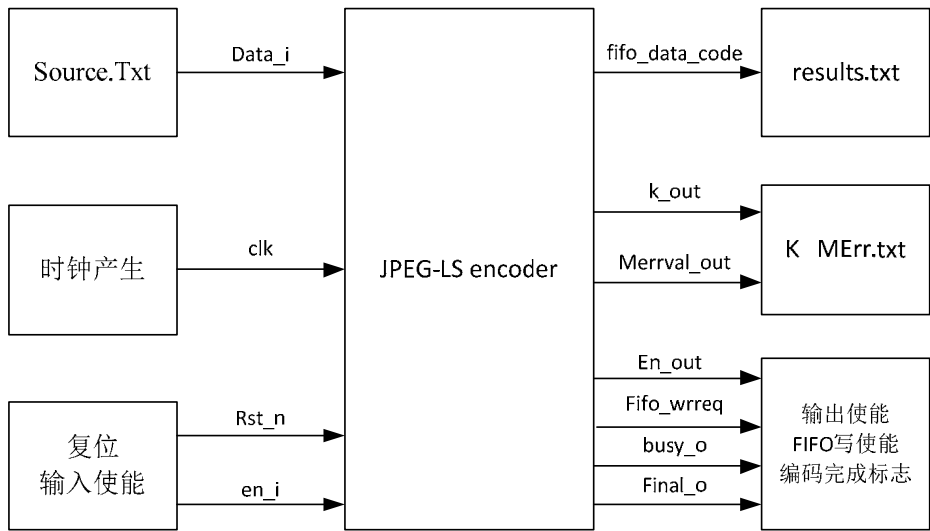 Source.Txt
Data_i
fifo_data_code
results.txt
时钟产生
clk
JPEG-LS encoder
k_out
Merrval_out
K MErr.txt
复位
输入使能
Rst_n
en_i
En_out
Fifo_wrreq
busy_o
Final_o
输出使能
FIFO写使能
编码完成标志